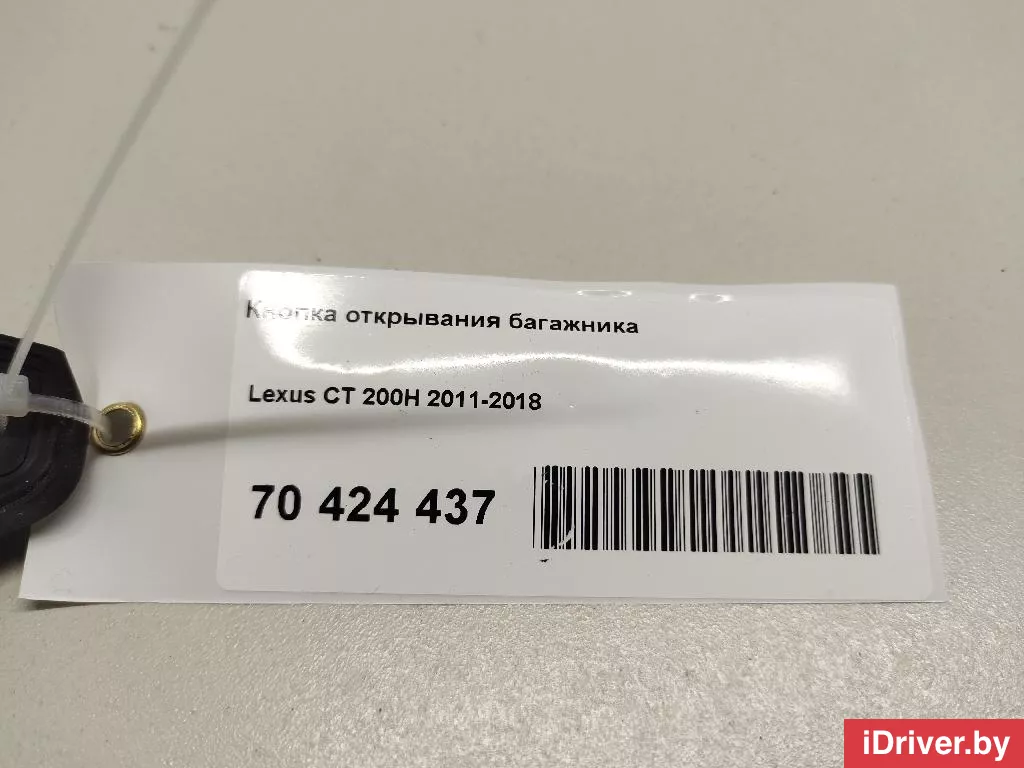 Кнопка открывания багажника
Lexus CT 200H 2011-2018
70 424 437
iDriver.by